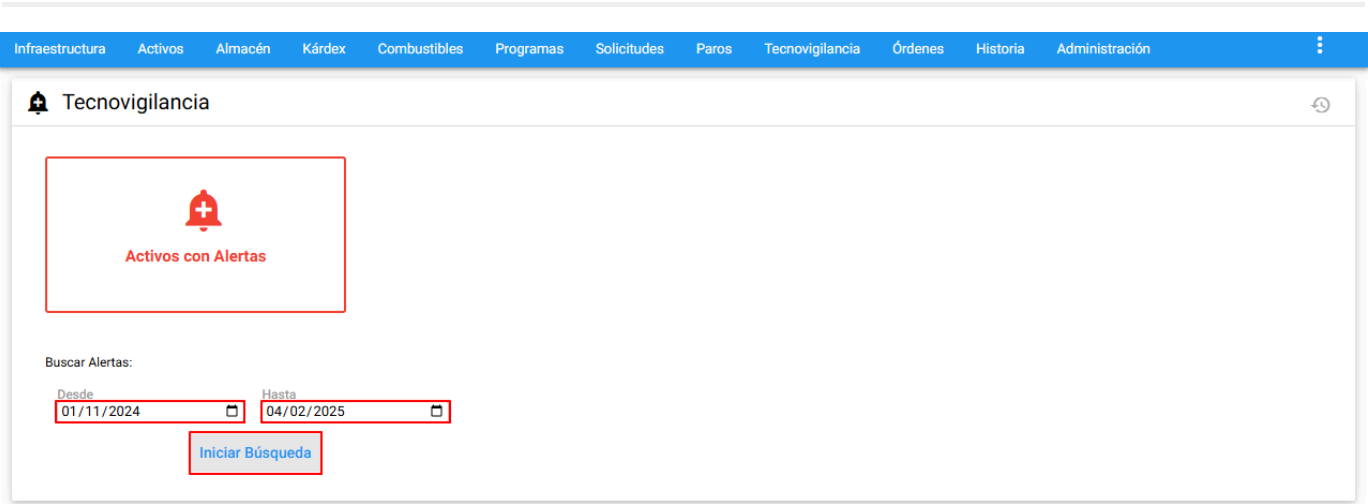 Infraestructura Activos Almacén Kárdex Combustibles Programas Solicitudes Paros Tecnovigilancia Órdenes Historia Administración
Tecnovigilancia
Activos con Alertas
Buscar Alertas:
Desde Hasta
01/11/2024 04/02/2025
Iniciar Búsqueda